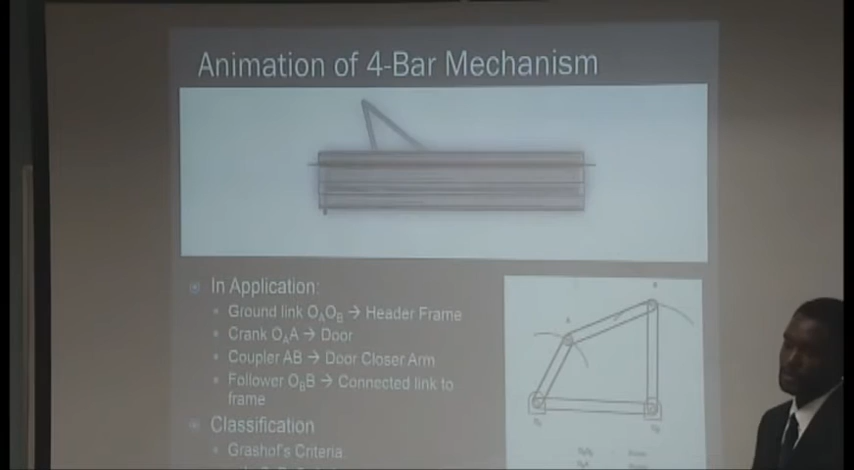 Animation of 4-Bar Mechanism
In Application:
Ground link OAOB → Header Frame
Crank OAA → Door
Coupler AB → Door Closer Arm
Follower OBB → Connected link to
frame
Classification
Grashof's Criteria